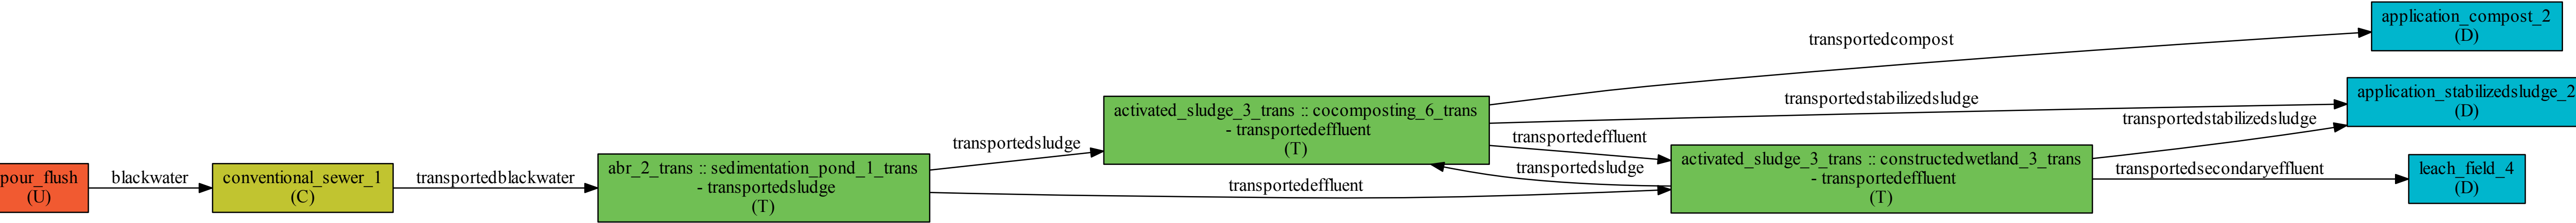 pour_flush
(U)
blackwater
conventional_sewer_1
(C)
transportedblackwater
abr_2_trans :: sedimentation_pond_1_trans
- transportedsludge
(T)
transportedsludge
transportedeffluent
activated_sludge_3_trans :: cocomposting_6_trans
- transportedeffluent
(T)
transportedcompost
transportedstabilizedsludge
transportedeffluent
transportedsludge
activated_sludge_3_trans :: constructedwetland_3_trans
- transportedeffluent
(T)
transportedstabilizedsludge
transportedsecondaryeffluent
application_compost_2
(D)
application_stabilizedsludge_2
(D)
leach_field_4
(D)